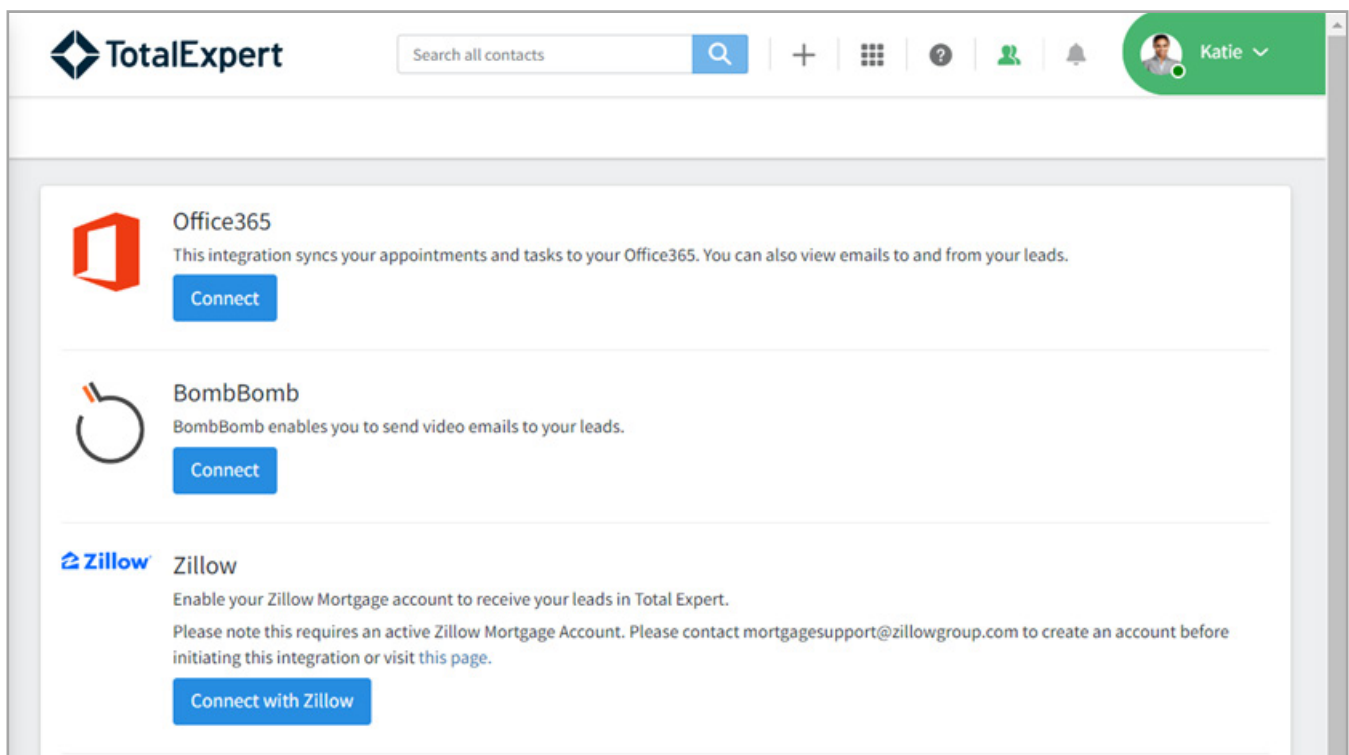 TotalExpert
Search all contacts
Katie
Office365
This integration syncs your appointments and tasks to your Office365. You can also view emails to and from your leads.
Connect
BombBomb
BombBomb enables you to send video emails to your leads.
Connect
Zillow
Zillow
Enable your Zillow Mortgage account to receive your leads in Total Expert.
Please note this requires an active Zillow Mortgage Account. Please contact mortgagesupport@zillowgroup.com to create an account before
initiating this integration or visit this page.
Connect with Zillow